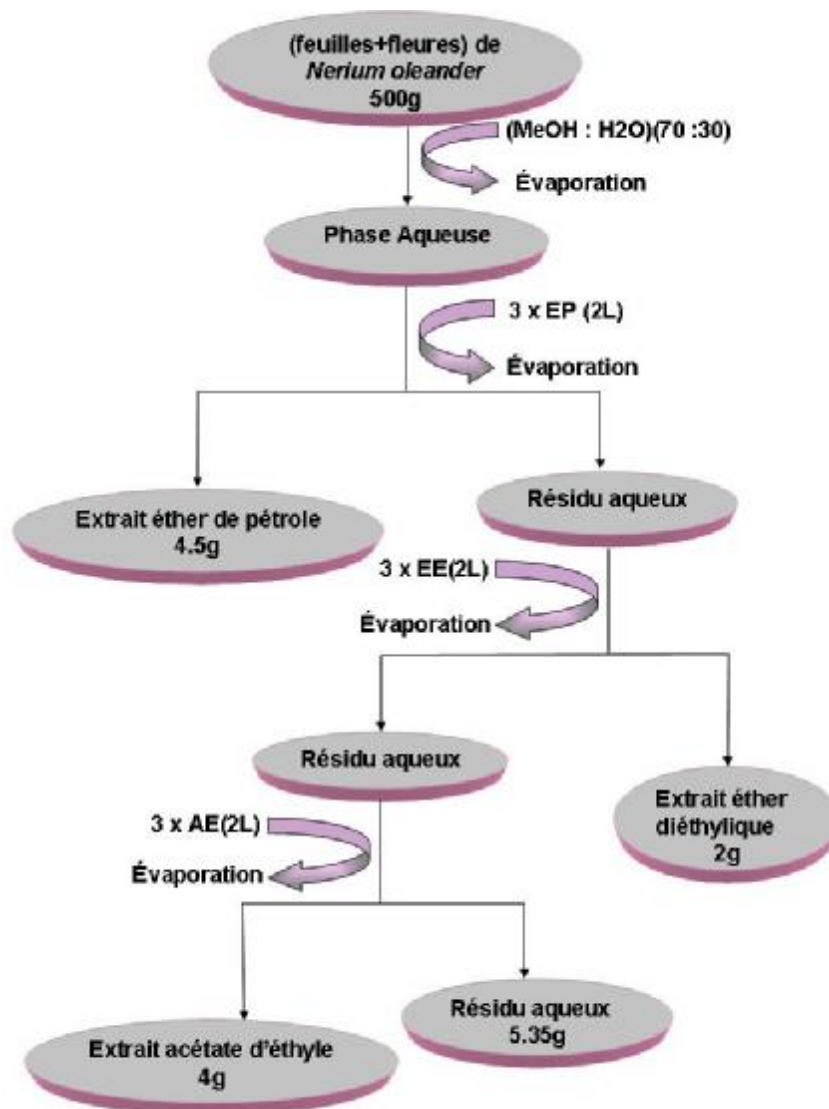 (feuilles+fleures) de
Nerium oleander
500g
(MeOH : H2O)(70 :30)
Évaporation
Phase Aqueuse
3 x EP (2L)
Évaporation
Extrait éther de pétrole
4.5g
Résidu aqueux
3 x EE(2L)
Évaporation
Résidu aqueux
Extrait éther
diéthylique
2g
3 x AE(2L)
Évaporation
Extrait acétate d'éthyle
4g
Résidu aqueux
5.35g